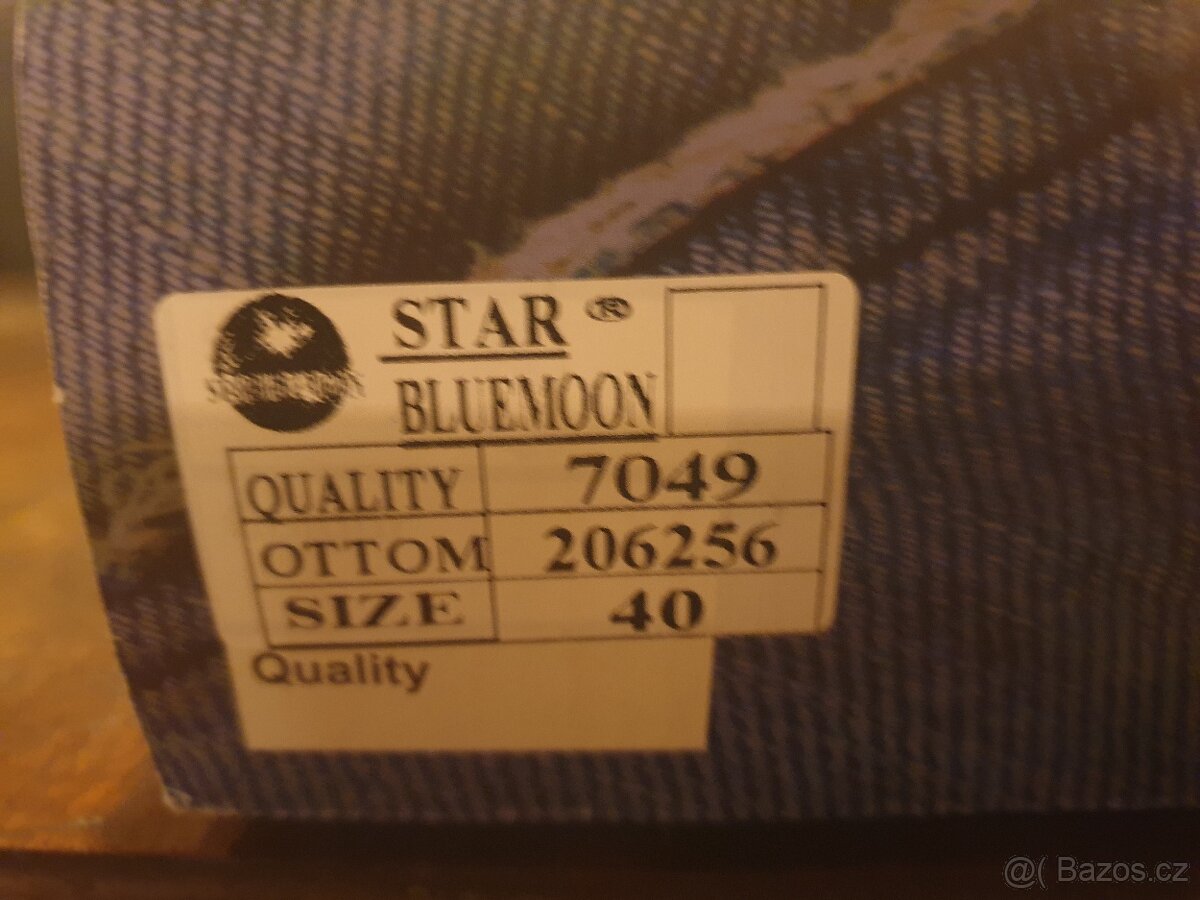 STAR ®
BLUEMOON
QUALITY 7049
OTTOM 206256
SIZE 40
Quality
@( Bazos.cz